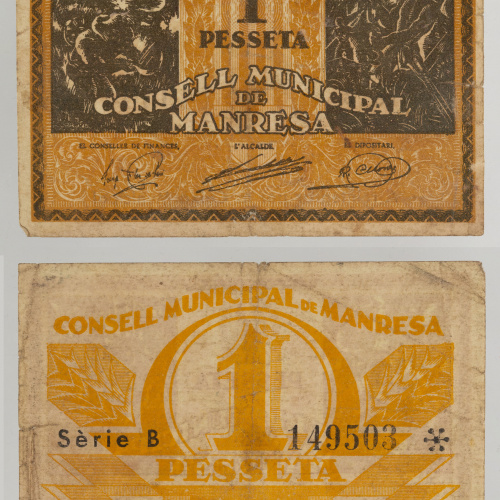 1
PESSETA
CONSELL MUNICIPAL
DE
MANRESA
EL CONSELLER DE FINANCES, L'ALCALDE, EL DIPOSITARI,
CONSELL MUNICIPAL DE MANRESA
1
Sèrie B 149503 *
PESSETA